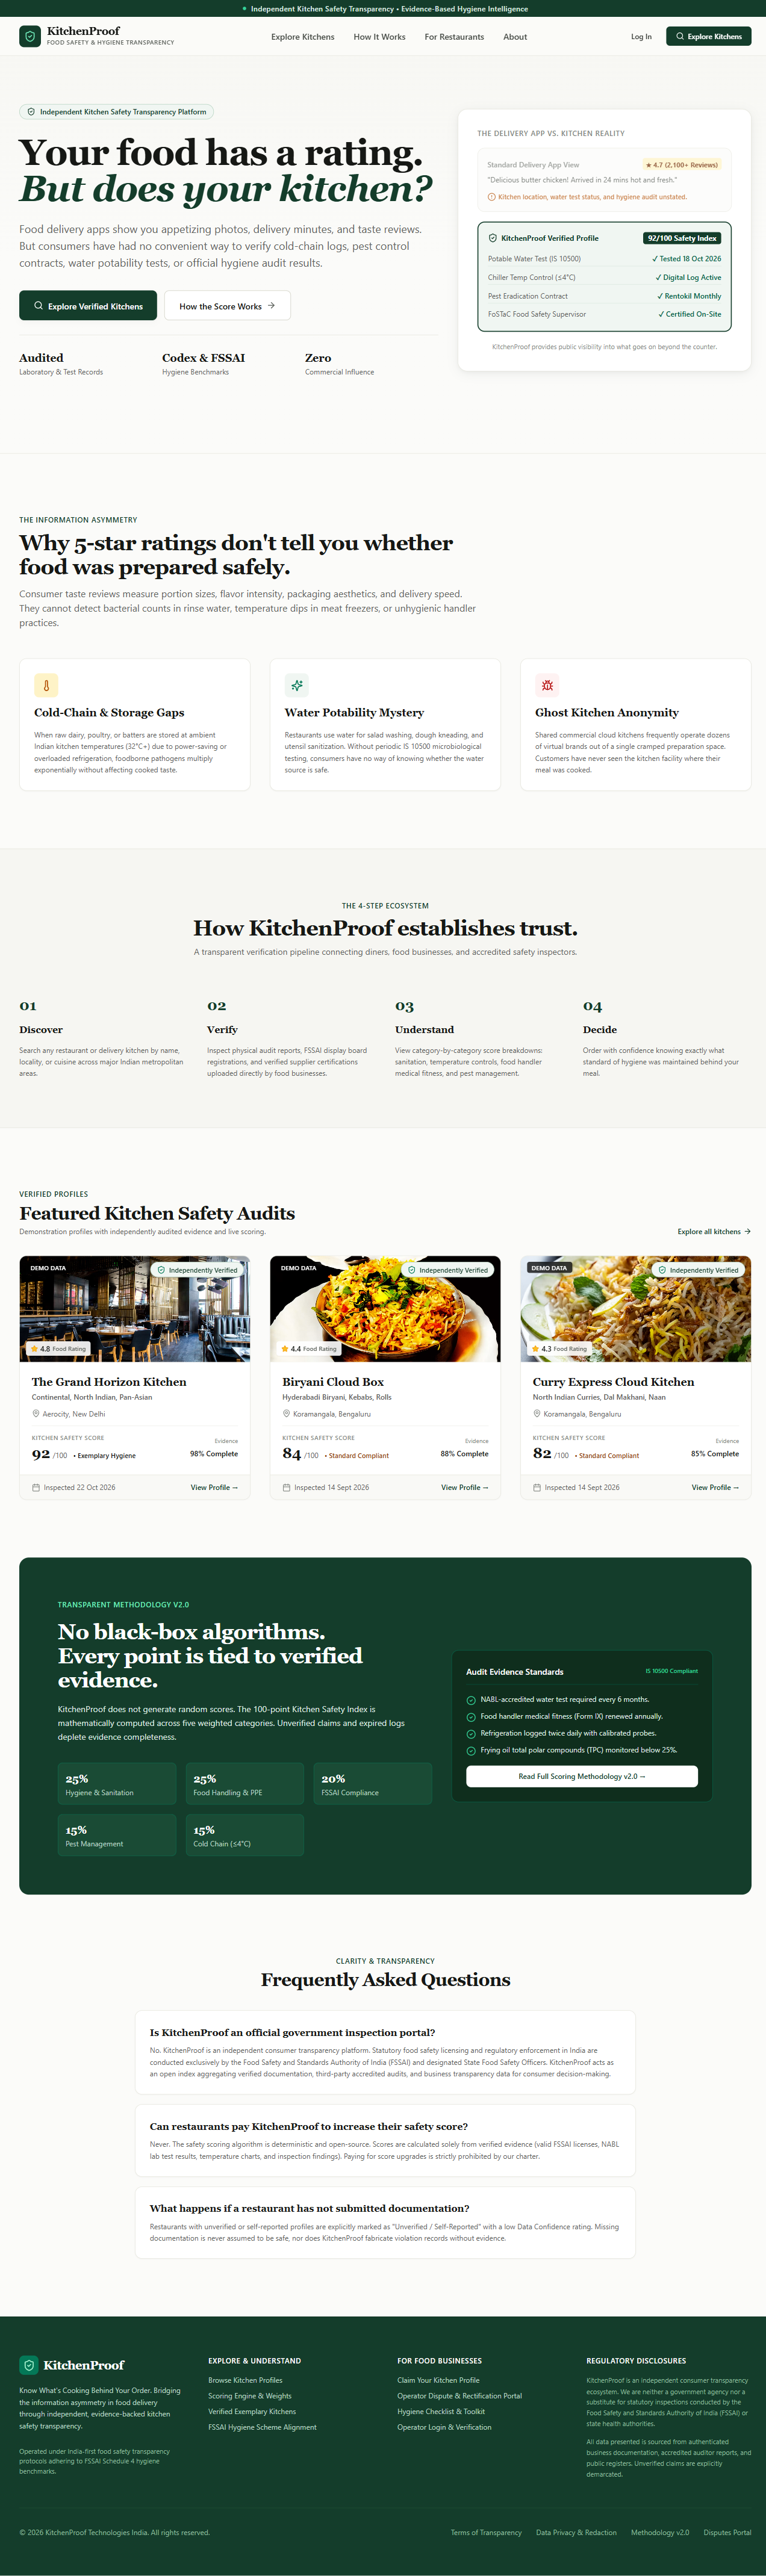 Independent Kitchen Safety Transparency • Evidence-Based Hygiene Intelligence
KitchenProof
FOOD SAFETY & HYGIENE TRANSPARENCY
Explore Kitchens
How It Works
For Restaurants
About
Log In
Explore Kitchens
Independent Kitchen Safety Transparency Platform
Your food has a rating.
But does your kitchen?
Food delivery apps show you appetizing photos, delivery minutes, and taste reviews.
But consumers have had no convenient way to verify cold-chain logs, pest control
contracts, water potability tests, or official hygiene audit results.
Explore Verified Kitchens
How the Score Works →
Audited
Laboratory & Test Records
Codex & FSSAI
Hygiene Benchmarks
Zero
Commercial Influence
THE DELIVERY APP VS. KITCHEN REALITY
Standard Delivery App View
★ 4.7 (2,100+ Reviews)
"Delicious butter chicken! Arrived in 24 mins hot and fresh."
Kitchen location, water test status, and hygiene audit unstated.
KitchenProof Verified Profile
92/100 Safety Index
Potable Water Test (IS 10500)
✓ Tested 18 Oct 2026
Chiller Temp Control (≤4°C)
✓ Digital Log Active
Pest Eradication Contract
✓ Rentokil Monthly
FoSTaC Food Safety Supervisor
✓ Certified On-Site
KitchenProof provides public visibility into what goes on beyond the counter.
THE INFORMATION ASYMMETRY
Why 5-star ratings don't tell you whether
food was prepared safely.
Consumer taste reviews measure portion sizes, flavor intensity, packaging aesthetics, and delivery speed.
They cannot detect bacterial counts in rinse water, temperature dips in meat freezers, or unhygienic handler
practices.
Cold-Chain & Storage Gaps
When raw dairy, poultry, or batters are stored at ambient
Indian kitchen temperatures (32°C+) due to power-saving or
overloaded refrigeration, foodborne pathogens multiply
exponentially without affecting cooked taste.
Water Potability Mystery
Restaurants use water for salad washing, dough kneading, and
utensil sanitization. Without periodic IS 10500 microbiological
testing, consumers have no way of knowing whether the water
source is safe.
Ghost Kitchen Anonymity
Shared commercial cloud kitchens frequently operate dozens
of virtual brands out of a single cramped preparation space.
Customers have never seen the kitchen facility where their
meal was cooked.
THE 4-STEP ECOSYSTEM
How KitchenProof establishes trust.
A transparent verification pipeline connecting diners, food businesses, and accredited safety inspectors.
01
Discover
Search any restaurant or delivery kitchen by name,
locality, or cuisine across major Indian metropolitan
areas.
02
Verify
Inspect physical audit reports, FSSAI display board
registrations, and verified supplier certifications
uploaded directly by food businesses.
03
Understand
View category-by-category score breakdowns:
sanitation, temperature controls, food handler
medical fitness, and pest management.
04
Decide
Order with confidence knowing exactly what
standard of hygiene was maintained behind your
meal.
VERIFIED PROFILES
Featured Kitchen Safety Audits
Demonstration profiles with independently audited evidence and live scoring.
Explore all kitchens →
DEMO DATA
Independently Verified
4.8 Food Rating
The Grand Horizon Kitchen
Continental, North Indian, Pan-Asian
Aerocity, New Delhi
KITCHEN SAFETY SCORE
92 /100 • Exemplary Hygiene
Evidence
98% Complete
Inspected 22 Oct 2026
View Profile →
DEMO DATA
Independently Verified
4.4 Food Rating
Biryani Cloud Box
Hyderabadi Biryani, Kebabs, Rolls
Koramangala, Bengaluru
KITCHEN SAFETY SCORE
84 /100 • Standard Compliant
Evidence
88% Complete
Inspected 14 Sept 2026
View Profile →
DEMO DATA
Independently Verified
4.3 Food Rating
Curry Express Cloud Kitchen
North Indian Curries, Dal Makhani, Naan
Koramangala, Bengaluru
KITCHEN SAFETY SCORE
82 /100 • Standard Compliant
Evidence
85% Complete
Inspected 14 Sept 2026
View Profile →
TRANSPARENT METHODOLOGY V2.0
No black-box algorithms.
Every point is tied to verified
evidence.
KitchenProof does not generate random scores. The 100-point Kitchen Safety Index is
mathematically computed across five weighted categories. Unverified claims and expired logs
deplete evidence completeness.
25%
Hygiene & Sanitation
25%
Food Handling & PPE
20%
FSSAI Compliance
15%
Pest Management
15%
Cold Chain (≤4°C)
Audit Evidence Standards
IS 10500 Compliant
NABL-accredited water test required every 6 months.
Food handler medical fitness (Form IX) renewed annually.
Refrigeration logged twice daily with calibrated probes.
Frying oil total polar compounds (TPC) monitored below 25%.
Read Full Scoring Methodology v2.0 →
CLARITY & TRANSPARENCY
Frequently Asked Questions
Is KitchenProof an official government inspection portal?
No. KitchenProof is an independent consumer transparency platform. Statutory food safety licensing and regulatory enforcement in India are
conducted exclusively by the Food Safety and Standards Authority of India (FSSAI) and designated State Food Safety Officers. KitchenProof acts as
an open index aggregating verified documentation, third-party accredited audits, and business transparency data for consumer decision-making.
Can restaurants pay KitchenProof to increase their safety score?
Never. The safety scoring algorithm is deterministic and open-source. Scores are calculated solely from verified evidence (valid FSSAI licenses, NABL
lab test results, temperature charts, and inspection findings). Paying for score upgrades is strictly prohibited by our charter.
What happens if a restaurant has not submitted documentation?
Restaurants with unverified or self-reported profiles are explicitly marked as "Unverified / Self-Reported" with a low Data Confidence rating. Missing
documentation is never assumed to be safe, nor does KitchenProof fabricate violation records without evidence.
KitchenProof
Know What's Cooking Behind Your Order. Bridging
the information asymmetry in food delivery
through independent, evidence-backed kitchen
safety transparency.
Operated under India-first food safety transparency
protocols adhering to FSSAI Schedule 4 hygiene
benchmarks.
EXPLORE & UNDERSTAND
Browse Kitchen Profiles
Scoring Engine & Weights
Verified Exemplary Kitchens
FSSAI Hygiene Scheme Alignment
FOR FOOD BUSINESSES
Claim Your Kitchen Profile
Operator Dispute & Rectification Portal
Hygiene Checklist & Toolkit
Operator Login & Verification
REGULATORY DISCLOSURES
KitchenProof is an independent consumer transparency
ecosystem. We are neither a government agency nor a
substitute for statutory inspections conducted by the
Food Safety and Standards Authority of India (FSSAI) or
state health authorities.
All data presented is sourced from authenticated
business documentation, accredited auditor reports, and
public registers. Unverified claims are explicitly
demarcated.
© 2026 KitchenProof Technologies India. All rights reserved.
Terms of Transparency
Data Privacy & Redaction
Methodology v2.0
Disputes Portal